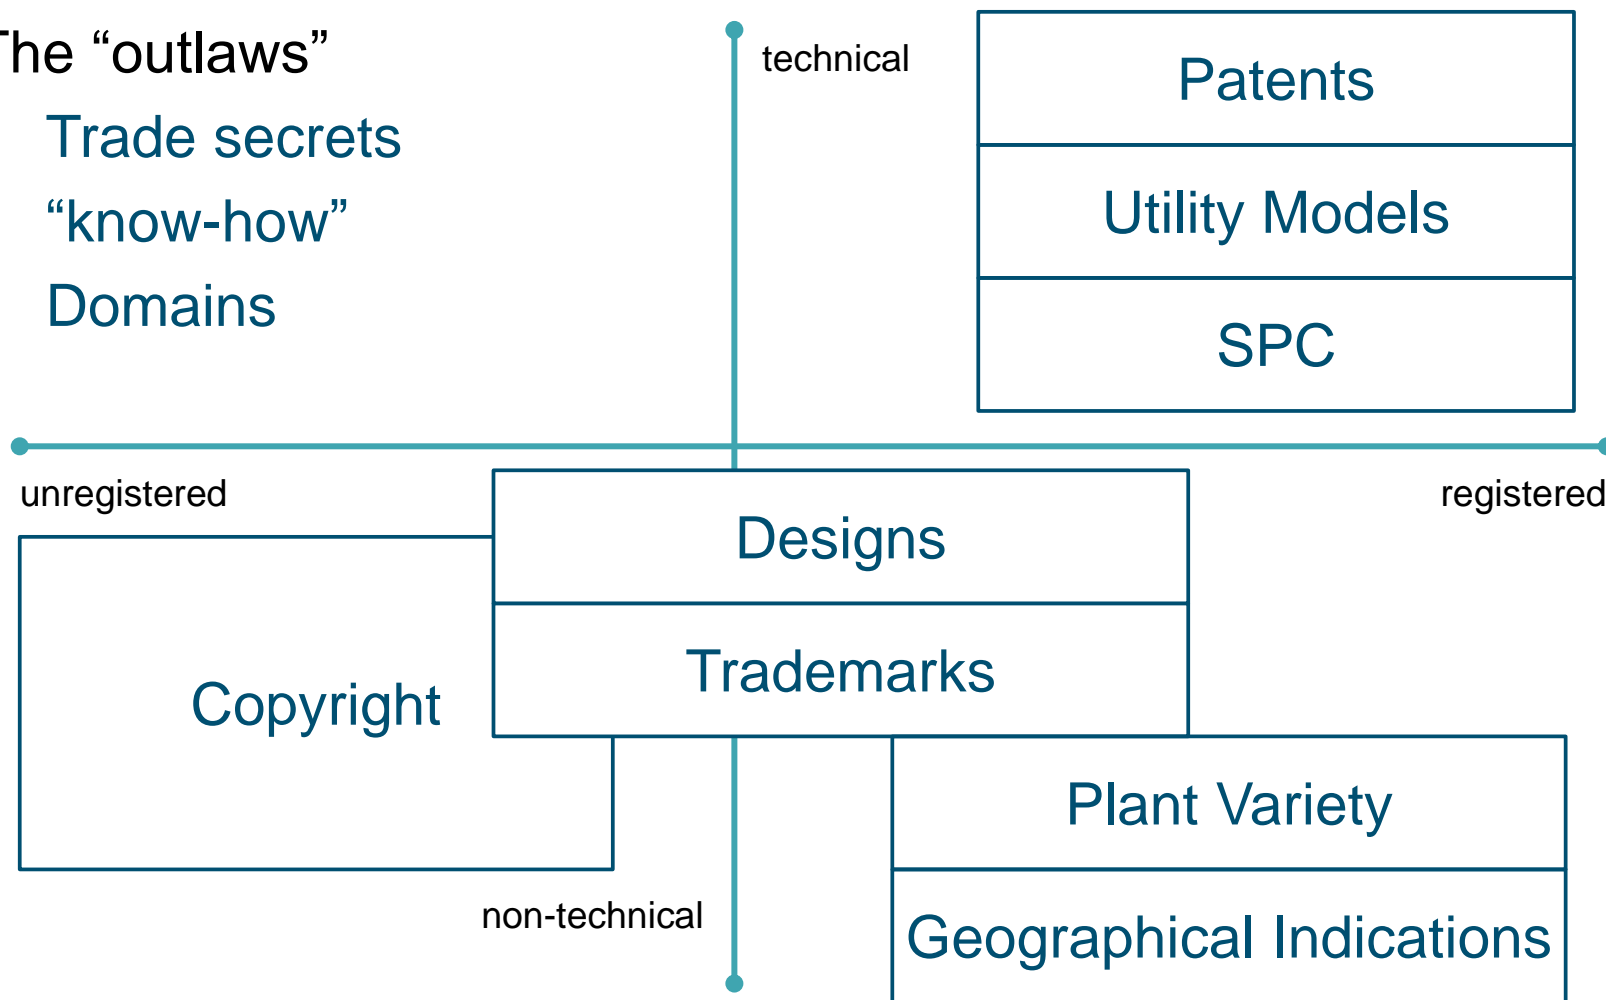 The “outlaws”
Trade secrets
“know-how”
Domains
technical
Patents
Utility Models
SPC
unregistered
registered
Designs
Trademarks
Copyright
Plant Variety
non-technical
Geographical Indications